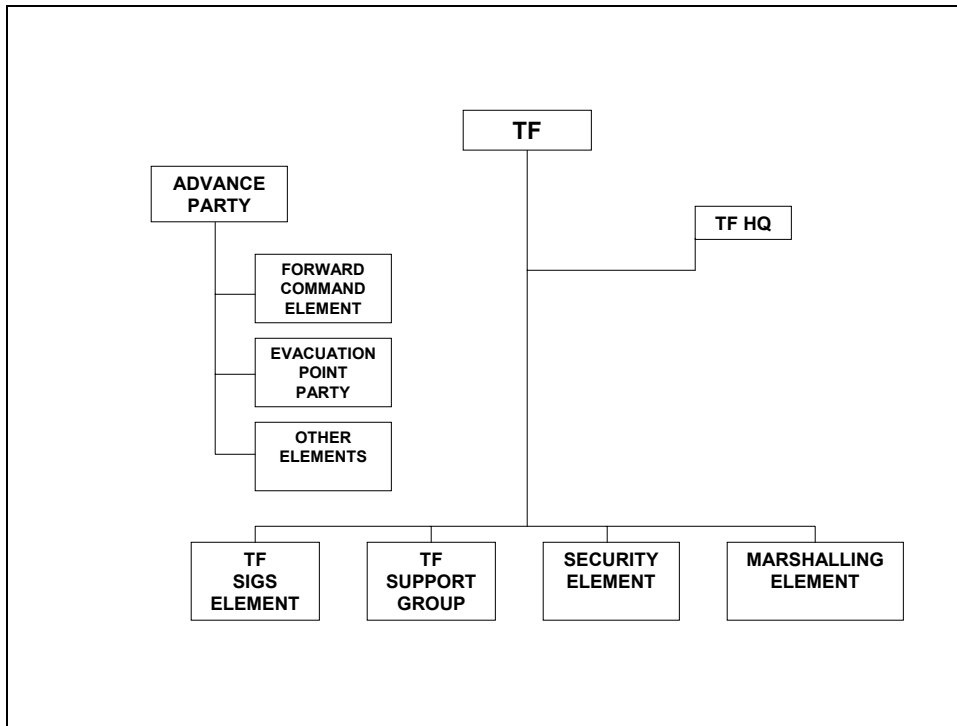 TF
ADVANCE
PARTY
TF HQ
FORWARD
COMMAND
ELEMENT
EVACUATION
POINT
PARTY
OTHER
ELEMENTS
TF
SIGS
ELEMENT
TF
SUPPORT
GROUP
SECURITY
ELEMENT
MARSHALLING
ELEMENT